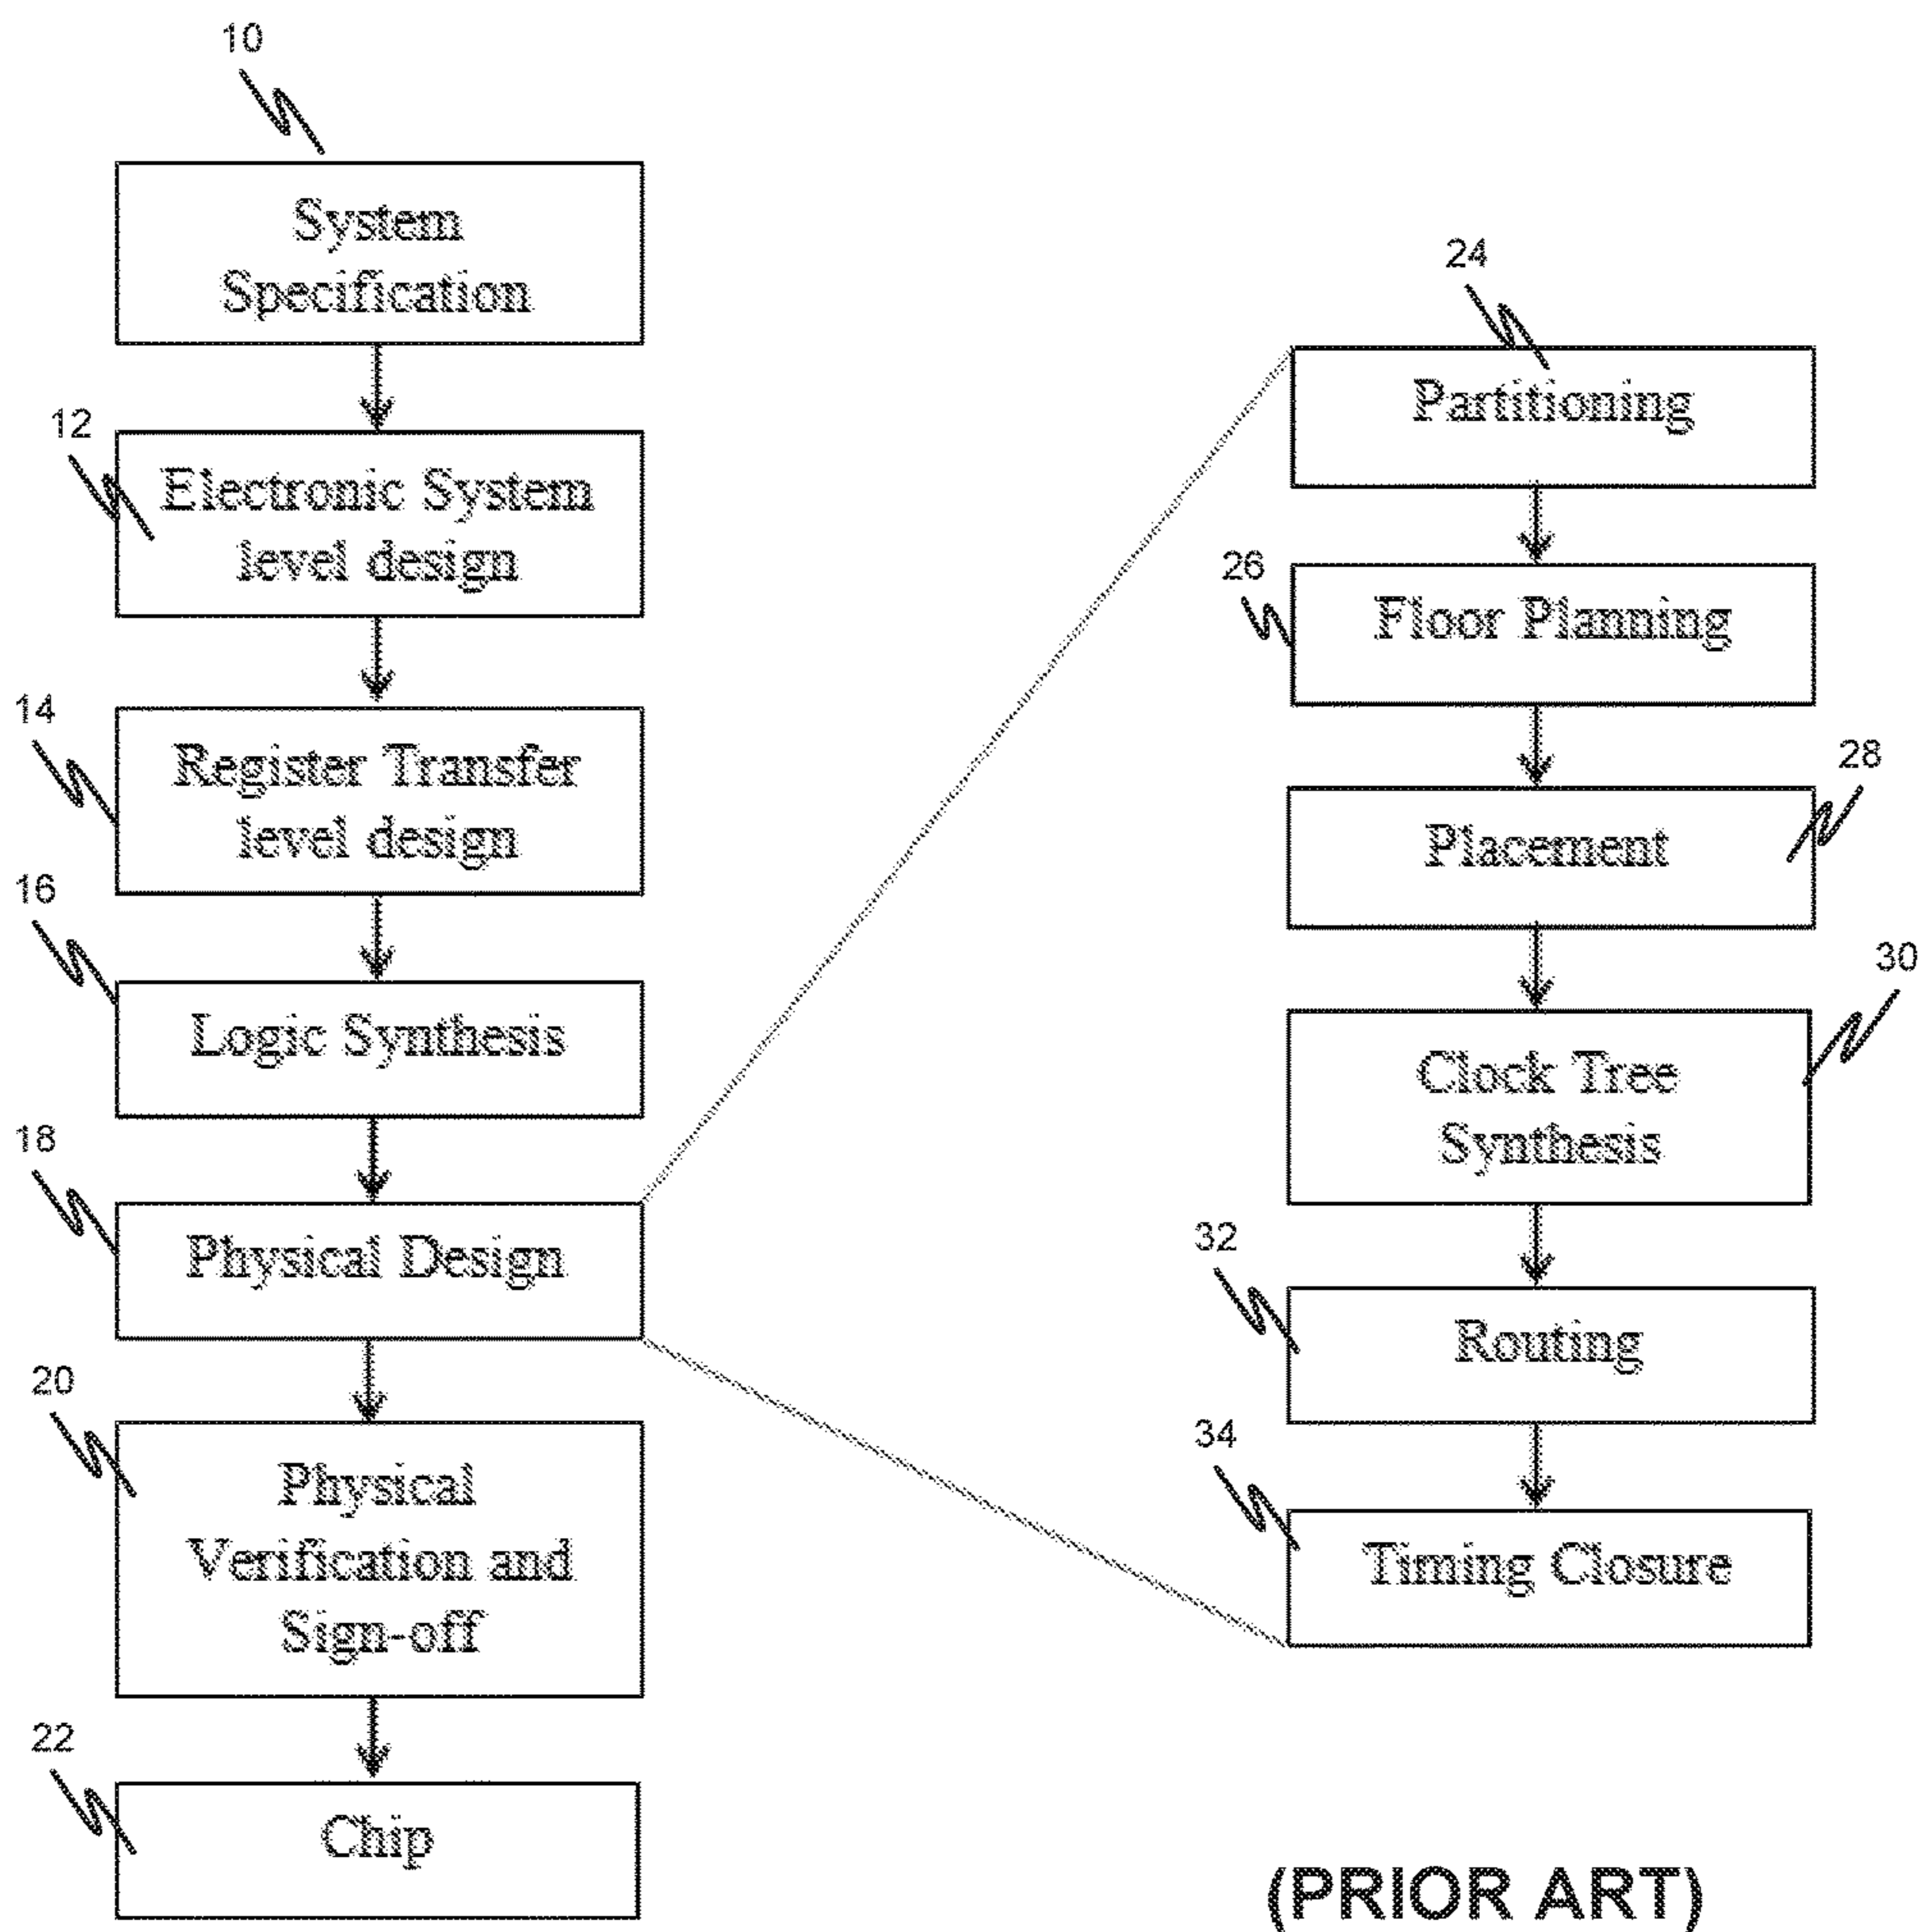 10
System
Specification
12
Electronic System
level design
14
Register Transfer
level design
16
Logic Synthesis
18
Physical Design
20
Physical
Verification and
Sign-off
22
Chip
24
Partitioning
26
Floor Planning
28
Placement
30
Clock Tree
Synthesis
32
Routing
34
Timing Closure
(PRIOR ART)